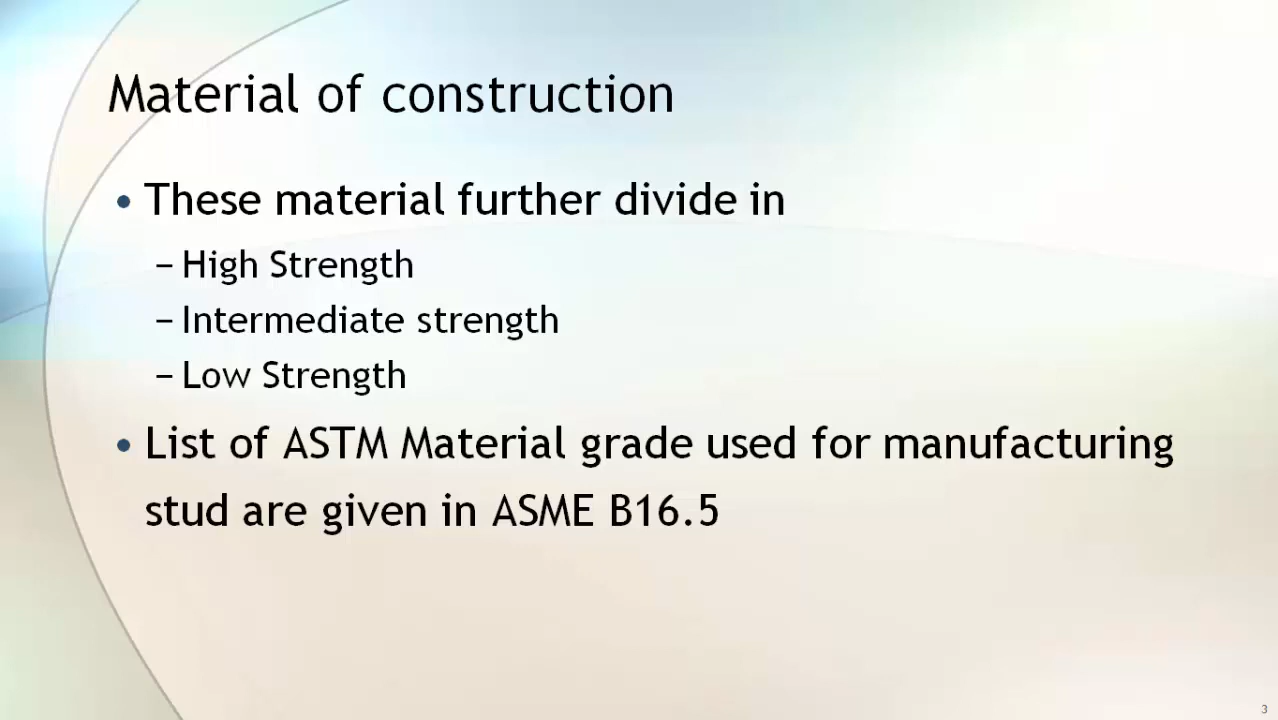 Material of construction
• These material further divide in
– High Strength
– Intermediate strength
– Low Strength
• List of ASTM Material grade used for manufacturing
stud are given in ASME B16.5
3